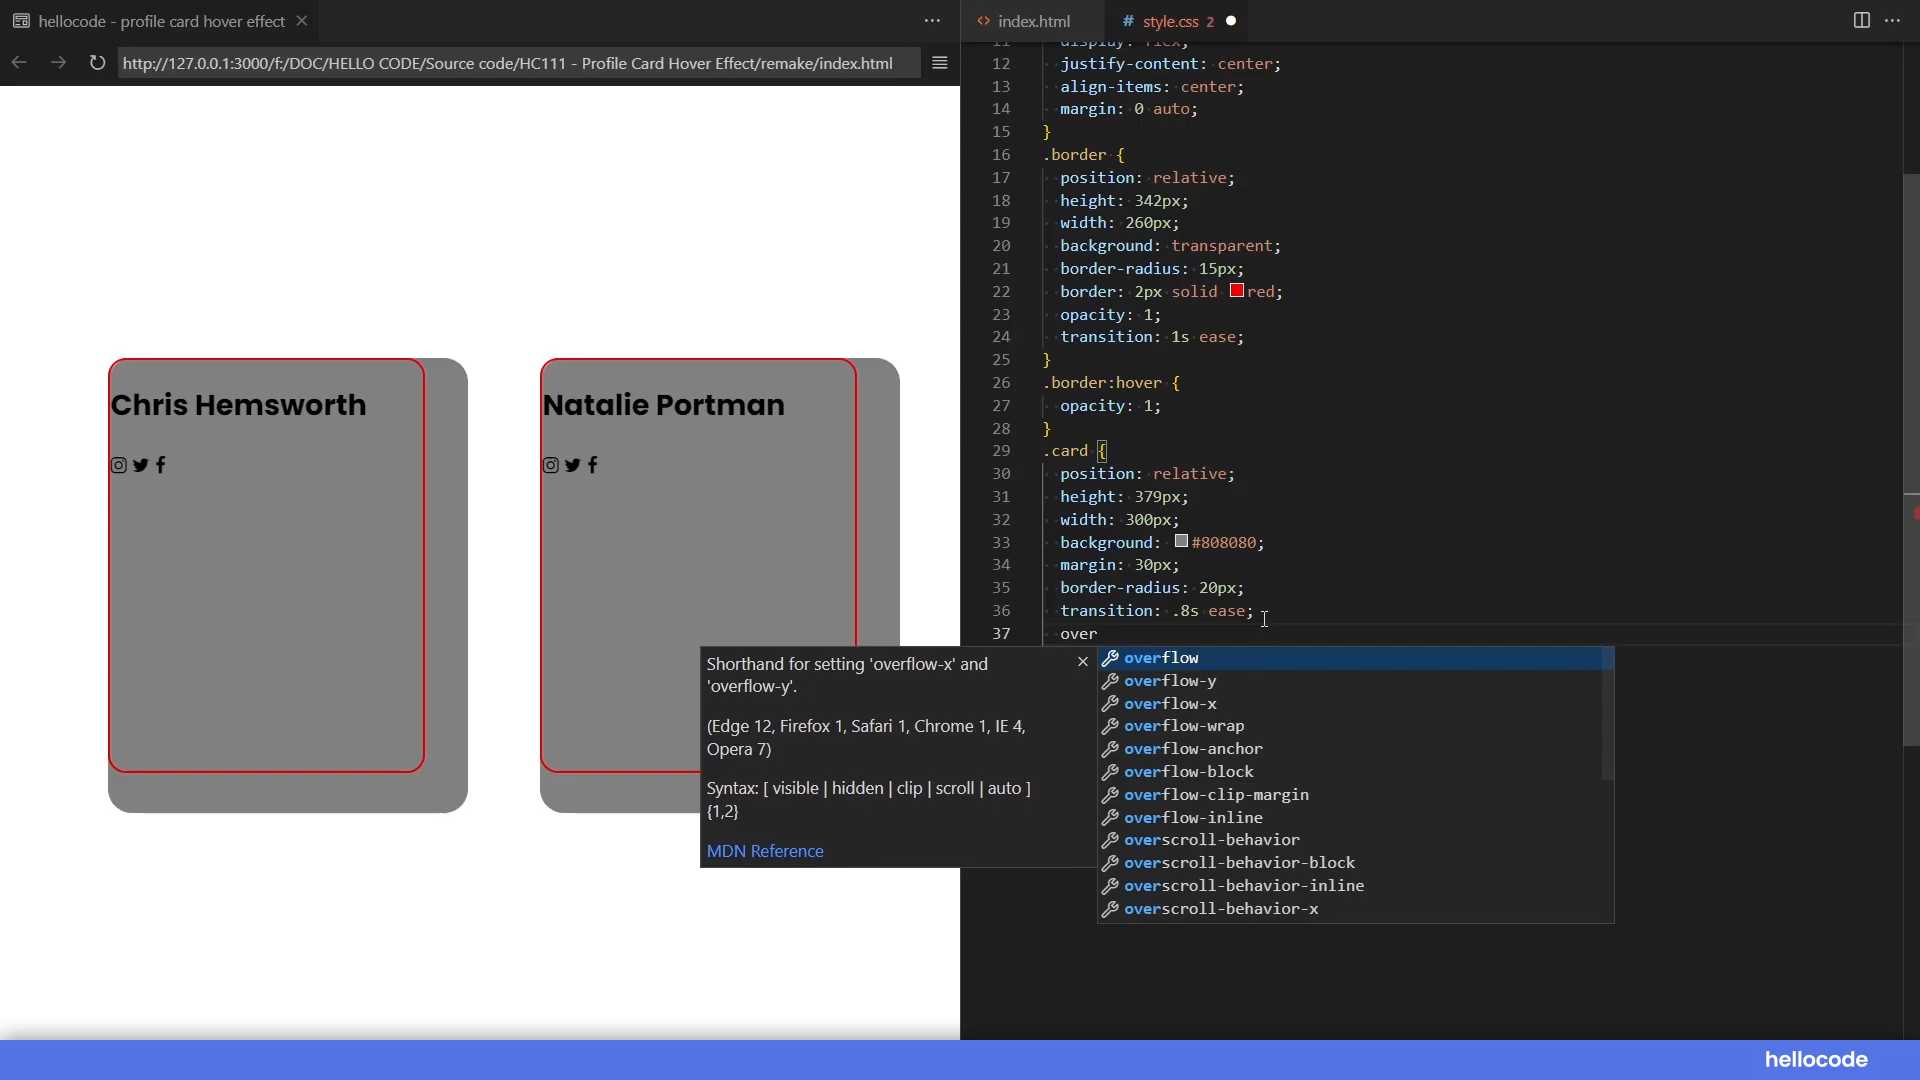 hellocode - profile card hover effect
http://127.0.0.1:3000/f:/DOC/HELLO CODE/Source code/HC111 - Profile Card Hover Effect/remake/index.html
Chris Hemsworth
Natalie Portman
index.html
# style.css 2
11 display: flex;
12 justify-content: center;
13 align-items: center;
14 margin: 0 auto;
15 }
16 .border {
17 position: relative;
18 height: 342px;
19 width: 260px;
20 background: transparent;
21 border-radius: 15px;
22 border: 2px solid red;
23 opacity: 1;
24 transition: 1s ease;
25 }
26 .border:hover {
27 opacity: 1;
28 }
29 .card {
30 position: relative;
31 height: 379px;
32 width: 300px;
33 background: #808080;
34 margin: 30px;
35 border-radius: 20px;
36 transition: .8s ease;
37 over
Shorthand for setting 'overflow-x' and
'overflow-y'.
(Edge 12, Firefox 1, Safari 1, Chrome 1, IE 4,
Opera 7)
Syntax: [ visible | hidden | clip | scroll | auto ]
{1,2}
MDN Reference
overflow
overflow-y
overflow-x
overflow-wrap
overflow-anchor
overflow-block
overflow-clip-margin
overflow-inline
overscroll-behavior
overscroll-behavior-block
overscroll-behavior-inline
overscroll-behavior-x
hellocode